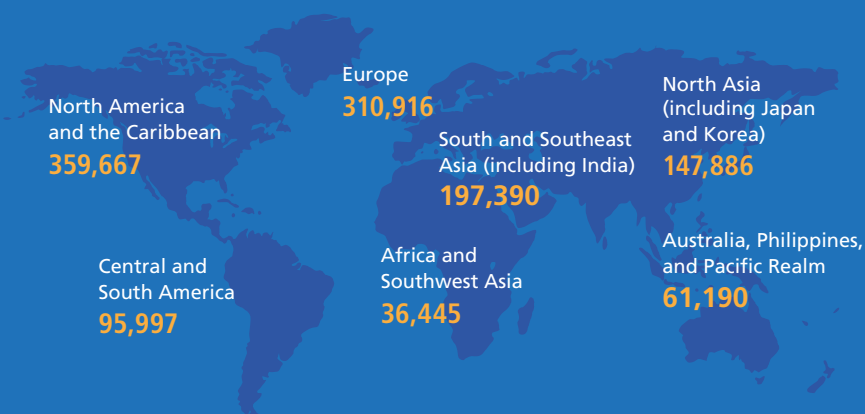 North America
and the Caribbean
359,667
Europe
310,916
South and Southeast
Asia (including India)
197,390
North Asia
(including Japan
and Korea)
147,886
Central and
South America
95,997
Africa and
Southwest Asia
36,445
Australia, Philippines,
and Pacific Realm
61,190